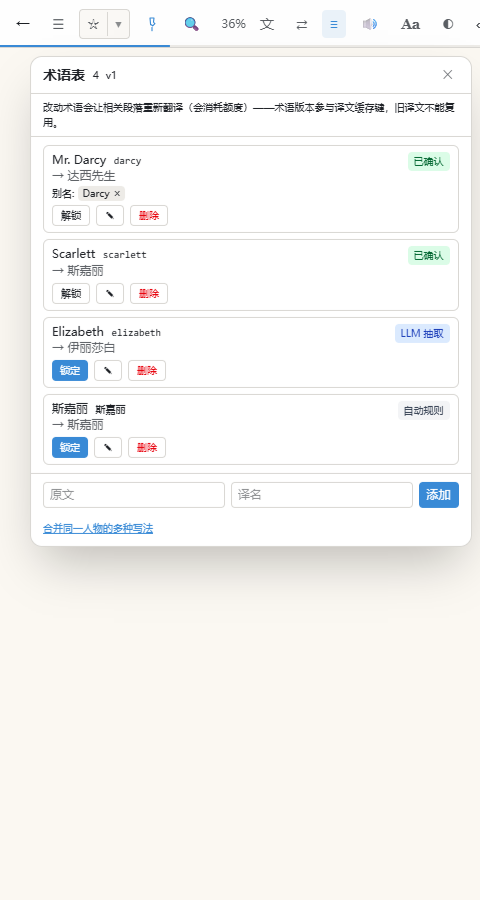 36% 文 Aa
术语表 4 v1
改动术语会让相关段落重新翻译（会消耗额度）——术语版本参与译文缓存键，旧译文不能复
用。
Mr. Darcy darcy 已确认
→ 达西先生
别名: Darcy ×
解锁 删除
Scarlett scarlett 已确认
→ 斯嘉丽
解锁 删除
Elizabeth elizabeth LLM 抽取
→ 伊丽莎白
锁定 删除
斯嘉丽 斯嘉丽 自动规则
→ 斯嘉丽
锁定 删除
原文 译名 添加
合并同一人物的多种写法